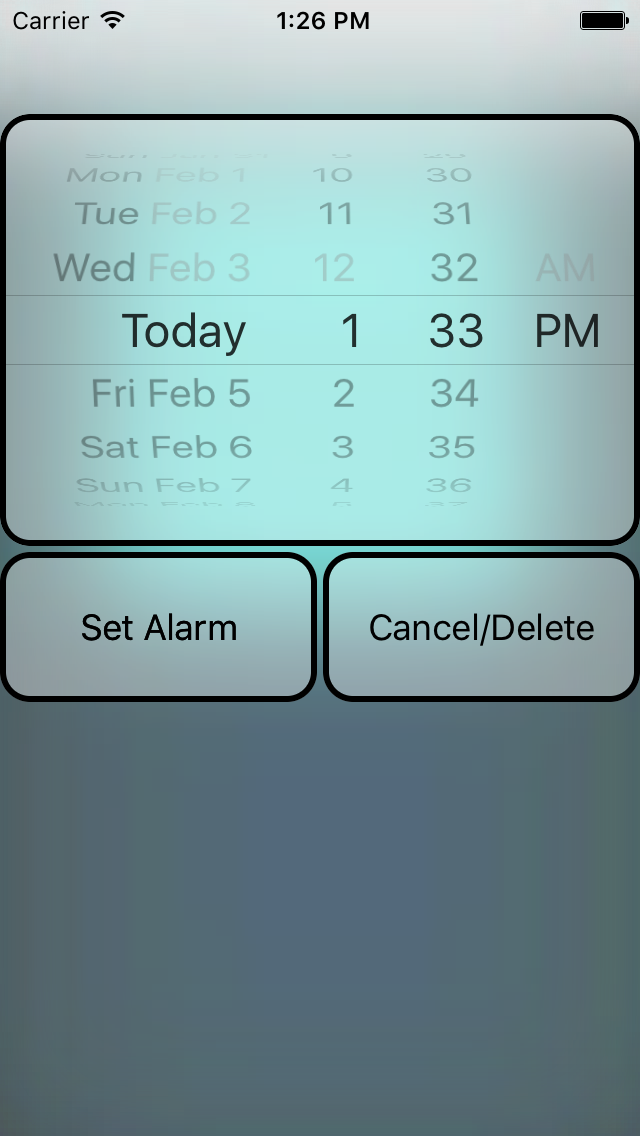 Carrier 1:26 PM
Mon Feb 1 10 30
Tue Feb 2 11 31
Wed Feb 3 12 32 AM
Today 1 33 PM
Fri Feb 5 2 34
Sat Feb 6 3 35
Sun Feb 7 4 36
Set Alarm Cancel/Delete